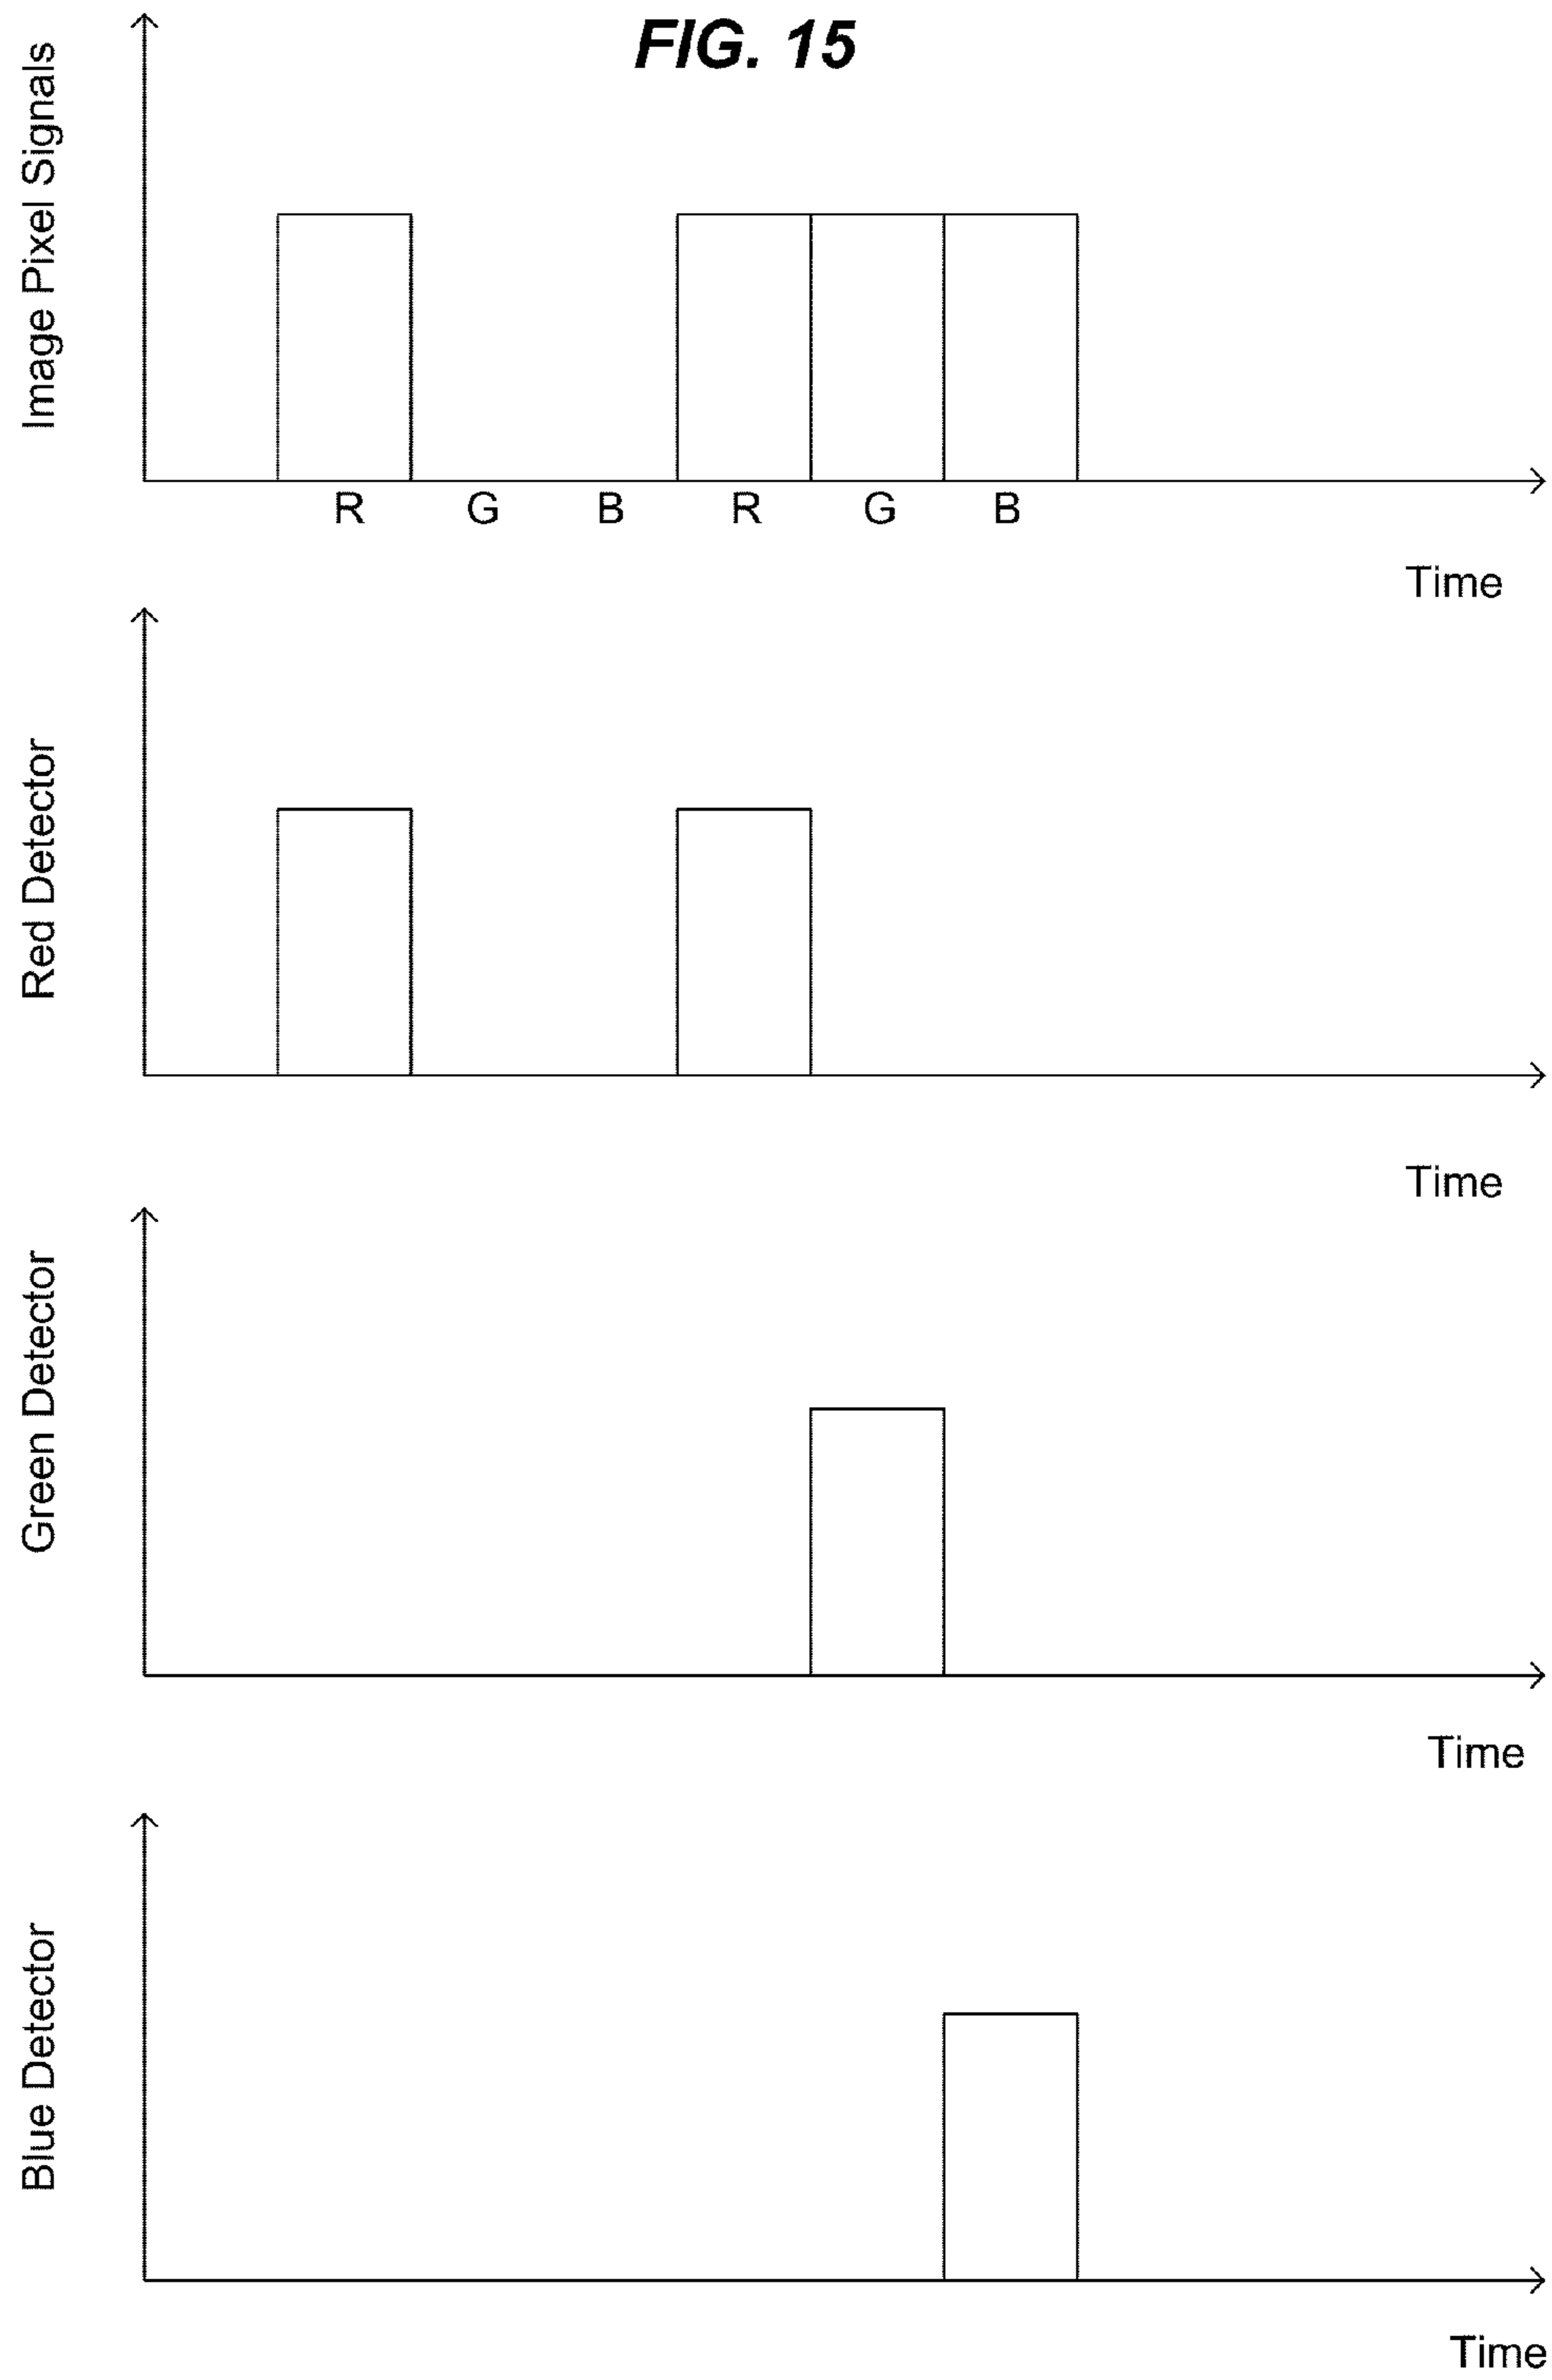 FIG. 15
Image Pixel Signals
R G B R G B
Time
Red Detector
Time
Green Detector
Time
Blue Detector
Time